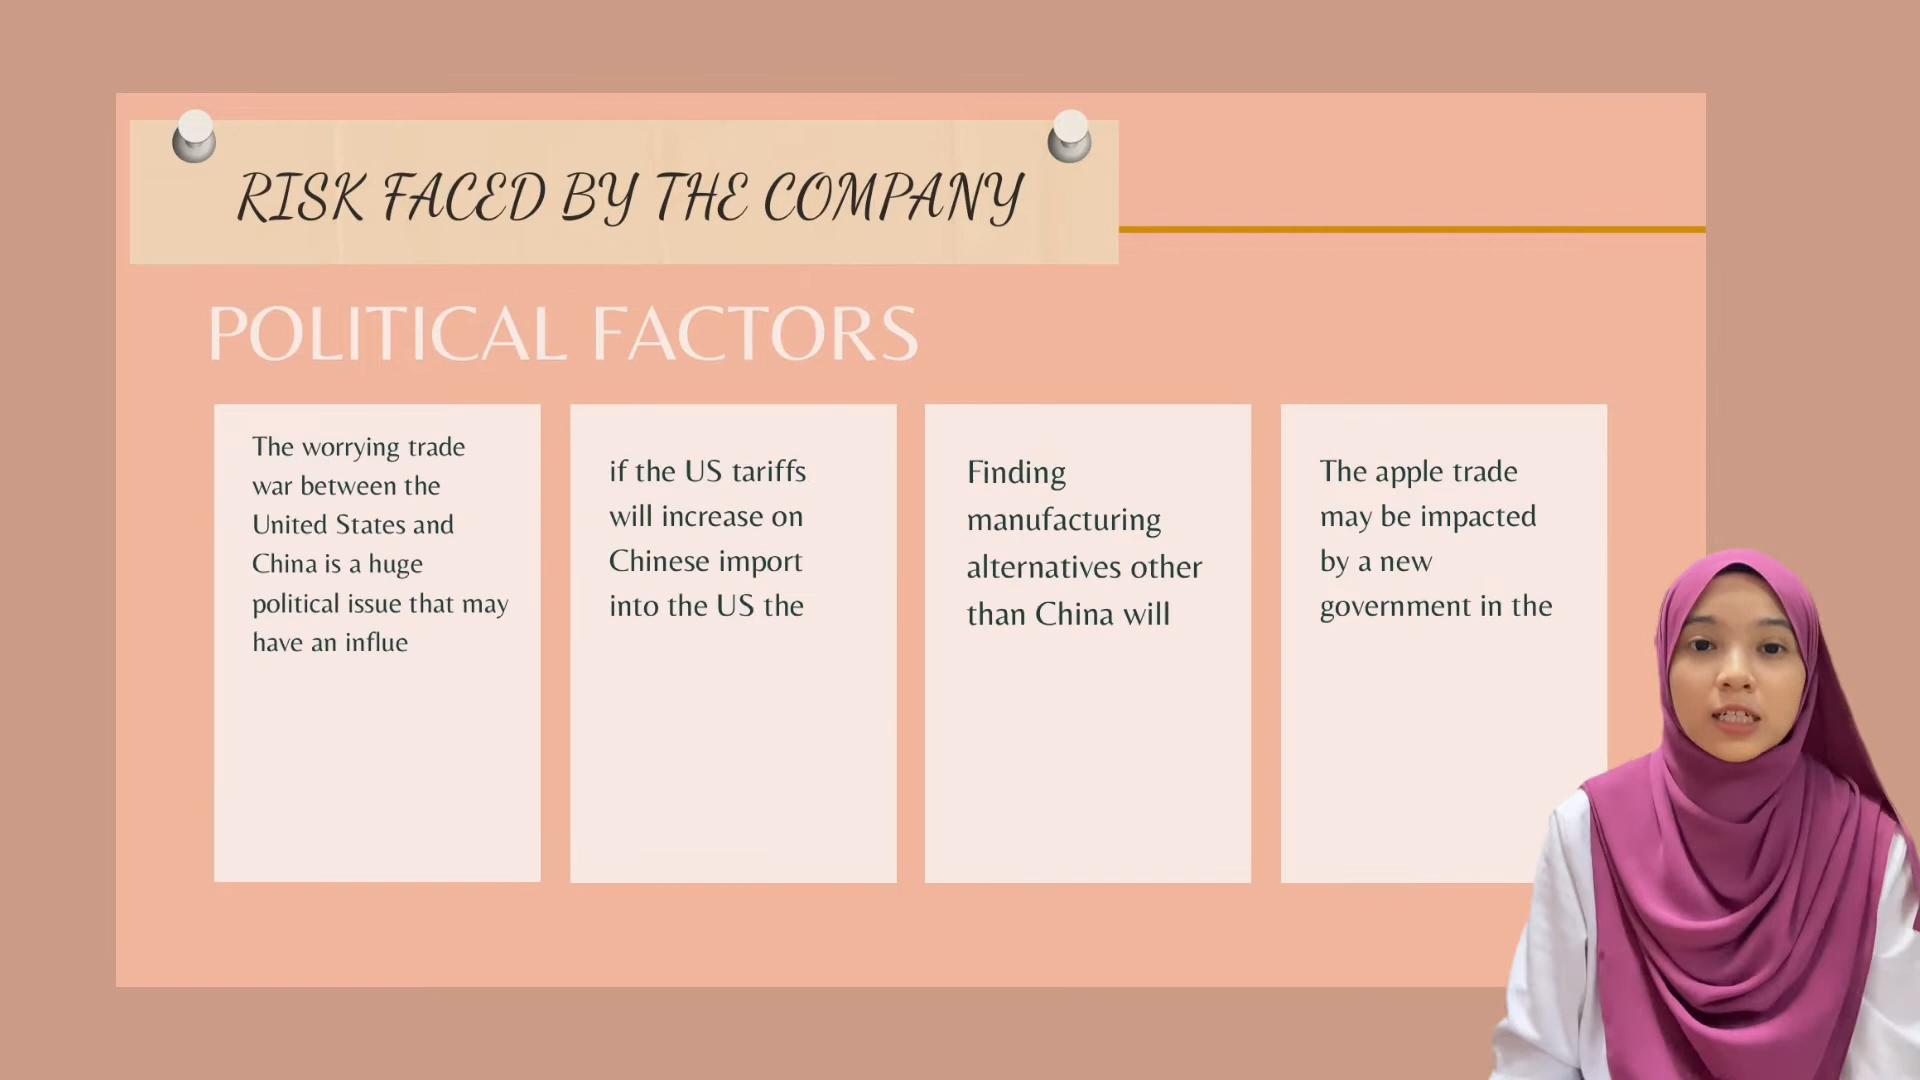 RISK FACED BY THE COMPANY
POLITICAL FACTORS
The worrying trade
war between the
United States and
China is a huge
political issue that may
have an influe
if the US tariffs
will increase on
Chinese import
into the US the
Finding
manufacturing
alternatives other
than China will
The apple trade
may be impacted
by a new
government in the